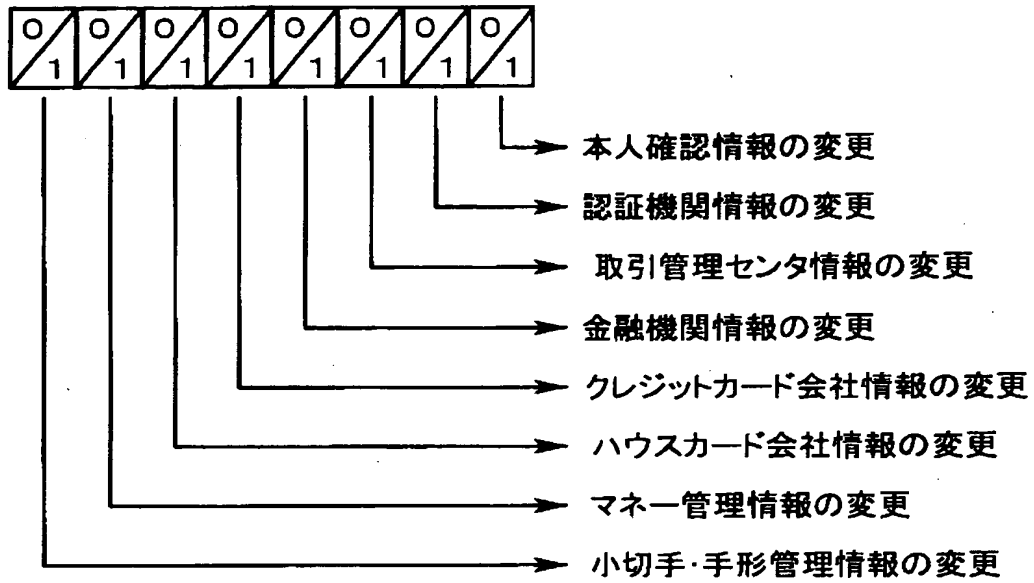 0/1 0/1 0/1 0/1 0/1 0/1 0/1 0/1
本人確認情報の変更
認証機関情報の変更
取引管理センタ情報の変更
金融機関情報の変更
クレジットカード会社情報の変更
ハウスカード会社情報の変更
マネー管理情報の変更
小切手・手形管理情報の変更